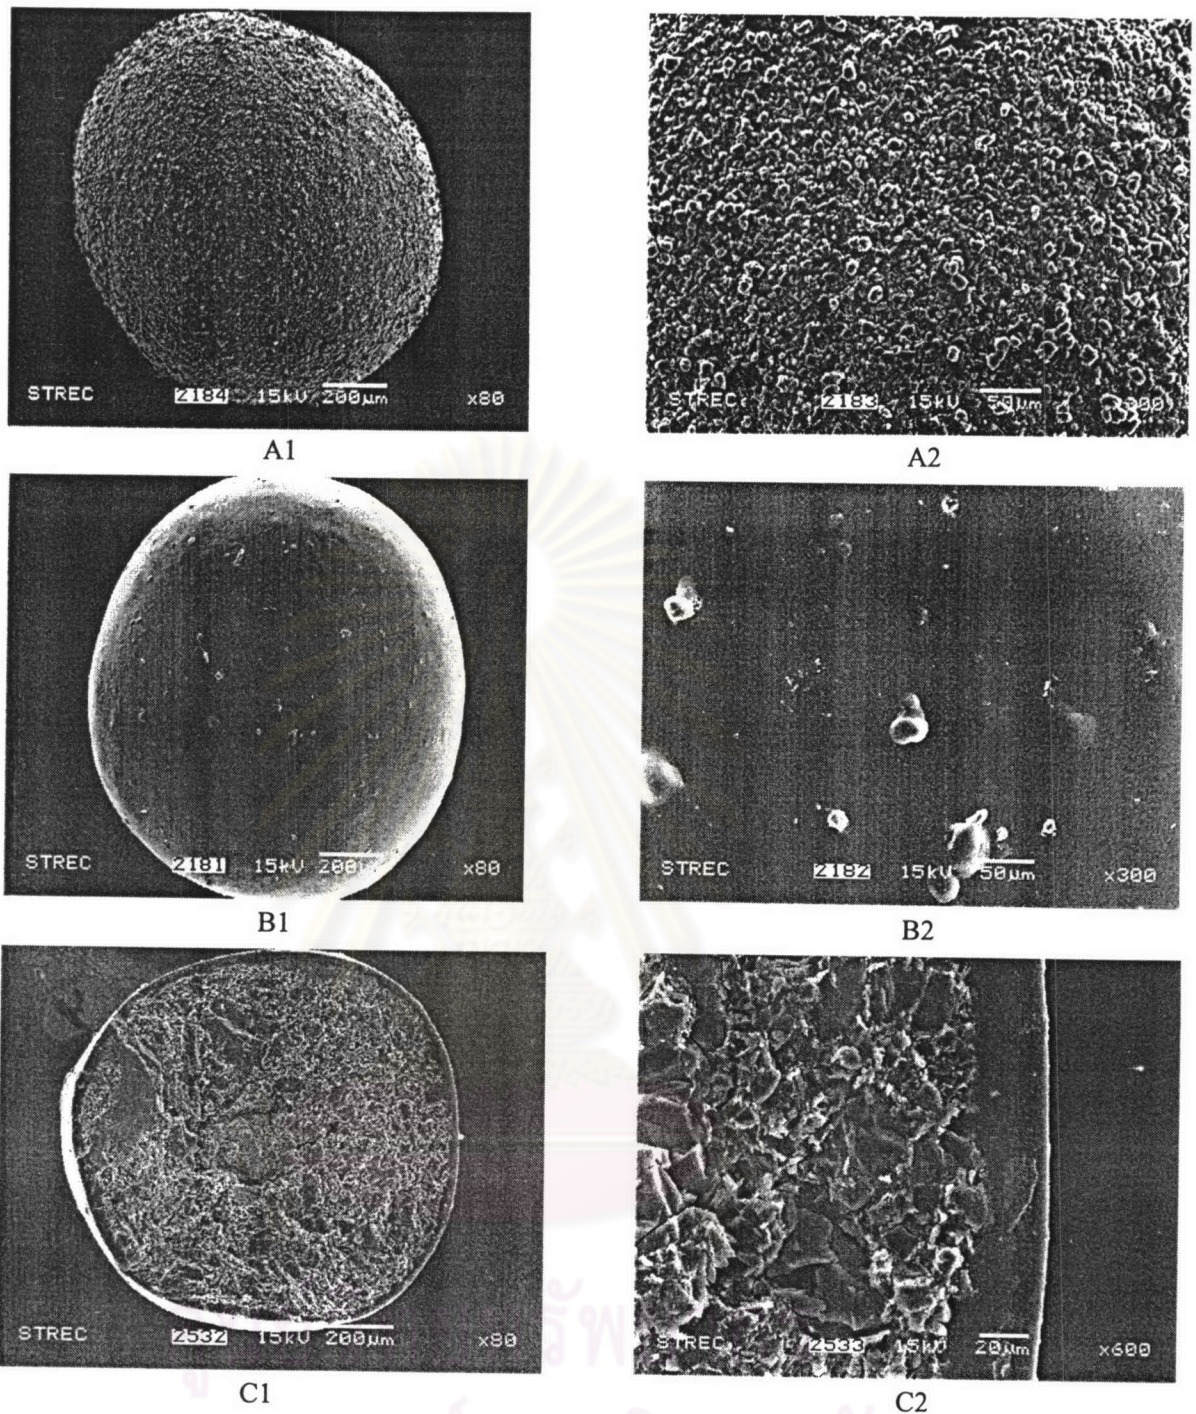 STREC 2184 15kV 200µm x80
A1
STREC 2183 15kV 50µm
A2
STREC 2181 15kV 200 x80
B1
STREC 2182 15kV 50µm x300
B2
STREC 2532 15kV 200µm x80
C1
STREC 2533 15kV 20µm x600
C2